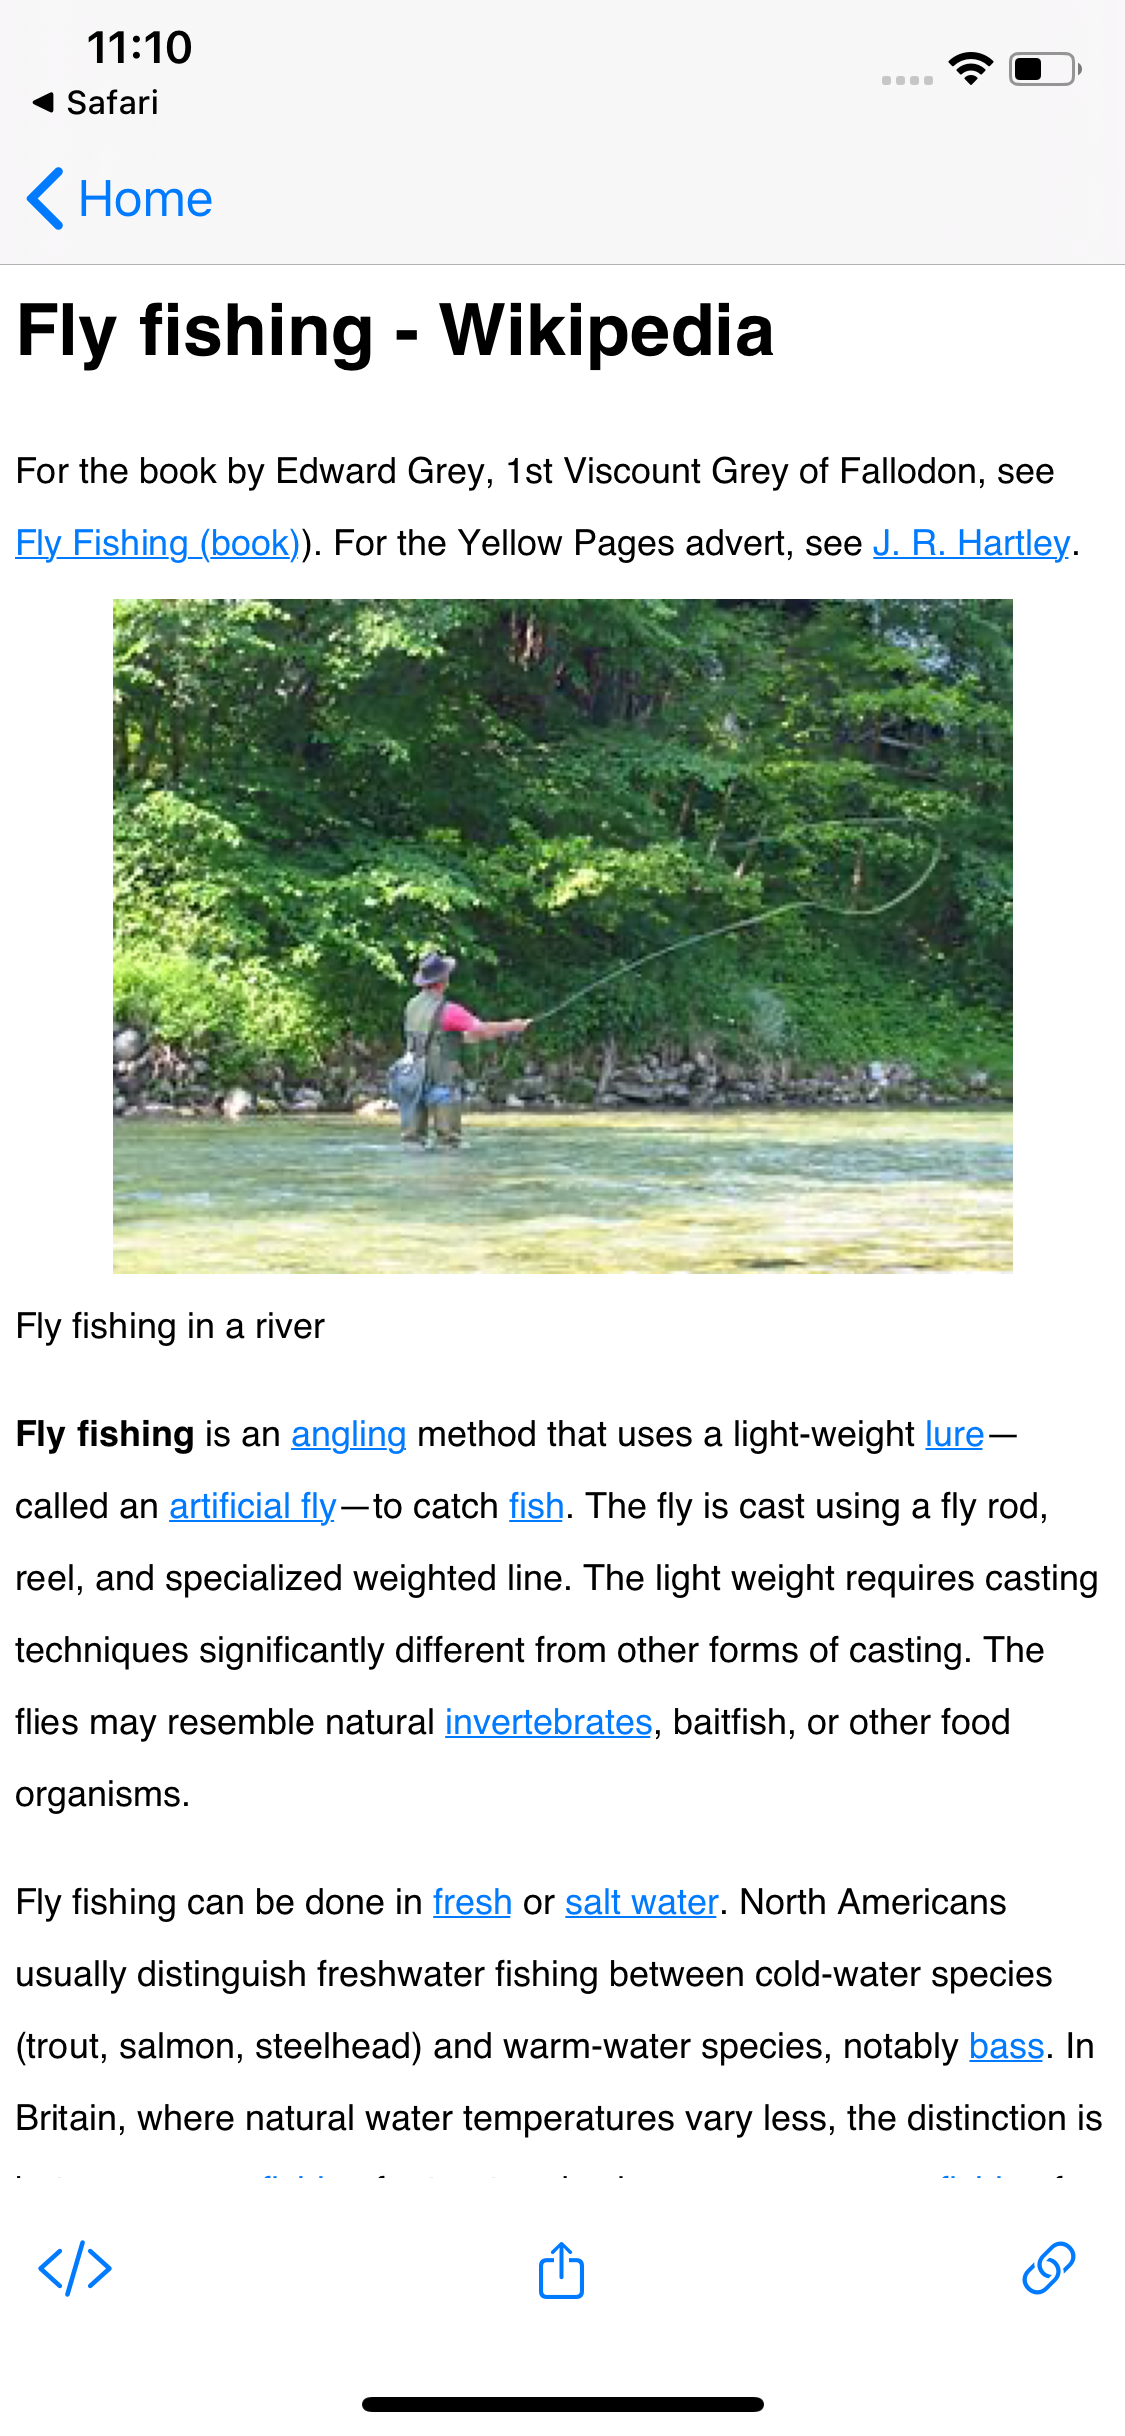 11:10
Safari
Home
Fly fishing - Wikipedia
For the book by Edward Grey, 1st Viscount Grey of Fallodon, see
Fly Fishing (book)). For the Yellow Pages advert, see J. R. Hartley.
Fly fishing in a river
Fly fishing is an angling method that uses a light-weight lure—
called an artificial fly—to catch fish. The fly is cast using a fly rod,
reel, and specialized weighted line. The light weight requires casting
techniques significantly different from other forms of casting. The
flies may resemble natural invertebrates, baitfish, or other food
organisms.
Fly fishing can be done in fresh or salt water. North Americans
usually distinguish freshwater fishing between cold-water species
(trout, salmon, steelhead) and warm-water species, notably bass. In
Britain, where natural water temperatures vary less, the distinction is